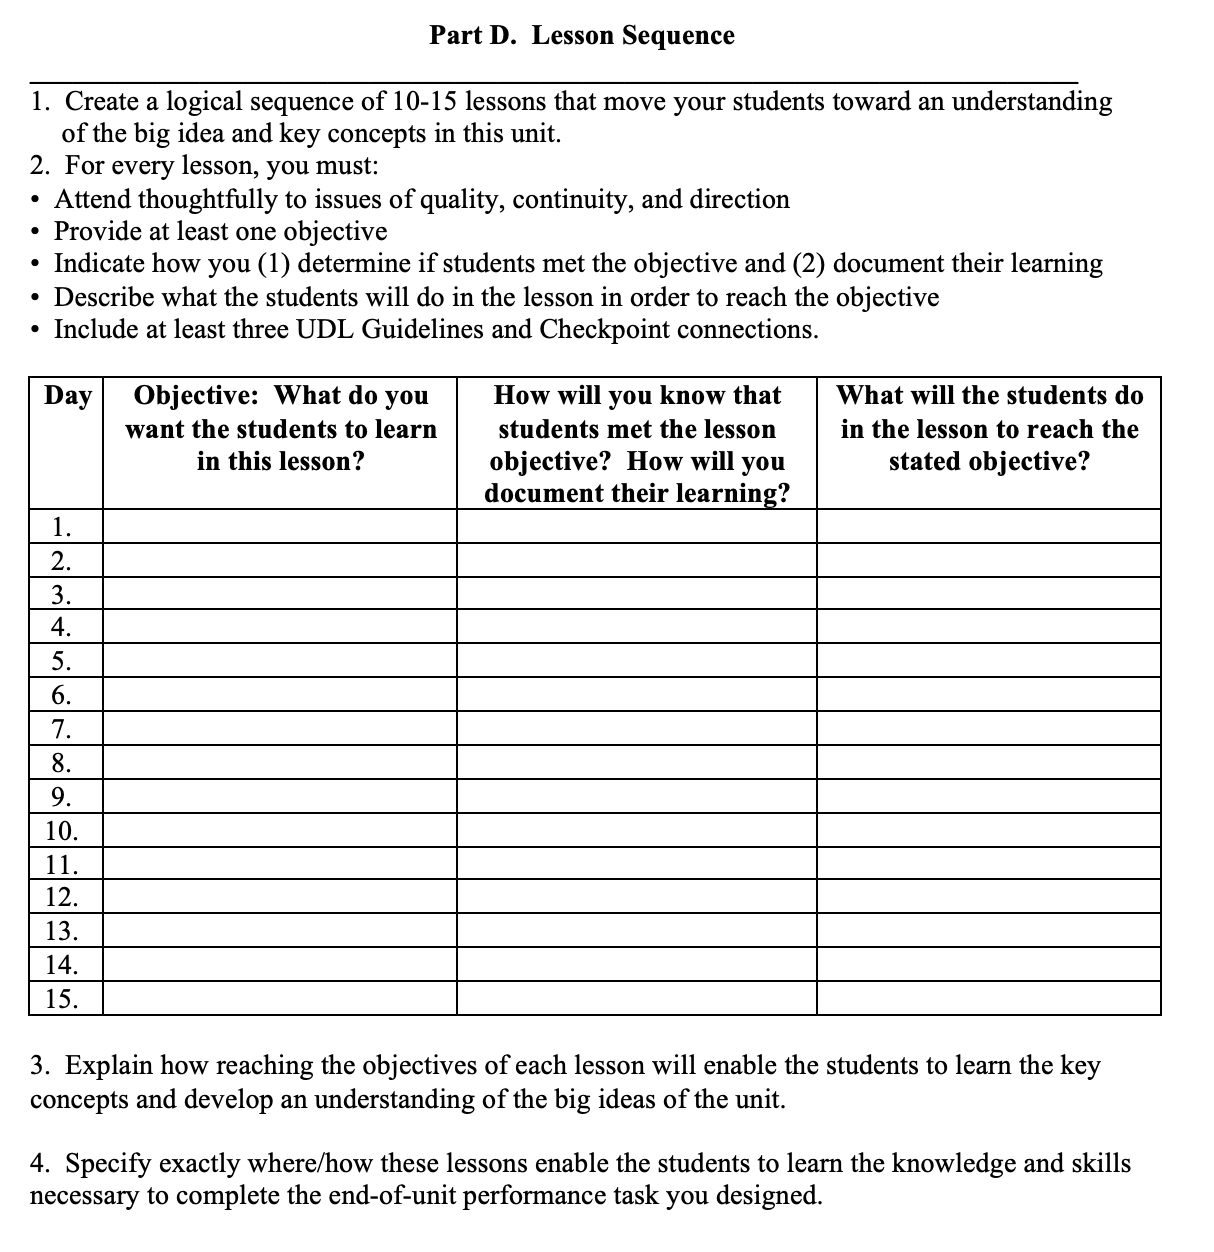 Part D.  Lesson Sequence
1.  Create a logical sequence of 10-15 lessons that move your students toward an understanding
of the big idea and key concepts in this unit.
2.  For every lesson, you must:
• Attend thoughtfully to issues of quality, continuity, and direction
• Provide at least one objective
• Indicate how you (1) determine if students met the objective and (2) document their learning
• Describe what the students will do in the lesson in order to reach the objective
• Include at least three UDL Guidelines and Checkpoint connections.
Day
Objective:  What do you
want the students to learn
in this lesson?
How will you know that
students met the lesson
objective?  How will you
document their learning?
What will the students do
in the lesson to reach the
stated objective?
1.
2.
3.
4.
5.
6.
7.
8.
9.
10.
11.
12.
13.
14.
15.
3.  Explain how reaching the objectives of each lesson will enable the students to learn the key
concepts and develop an understanding of the big ideas of the unit.
4.  Specify exactly where/how these lessons enable the students to learn the knowledge and skills
necessary to complete the end-of-unit performance task you designed.